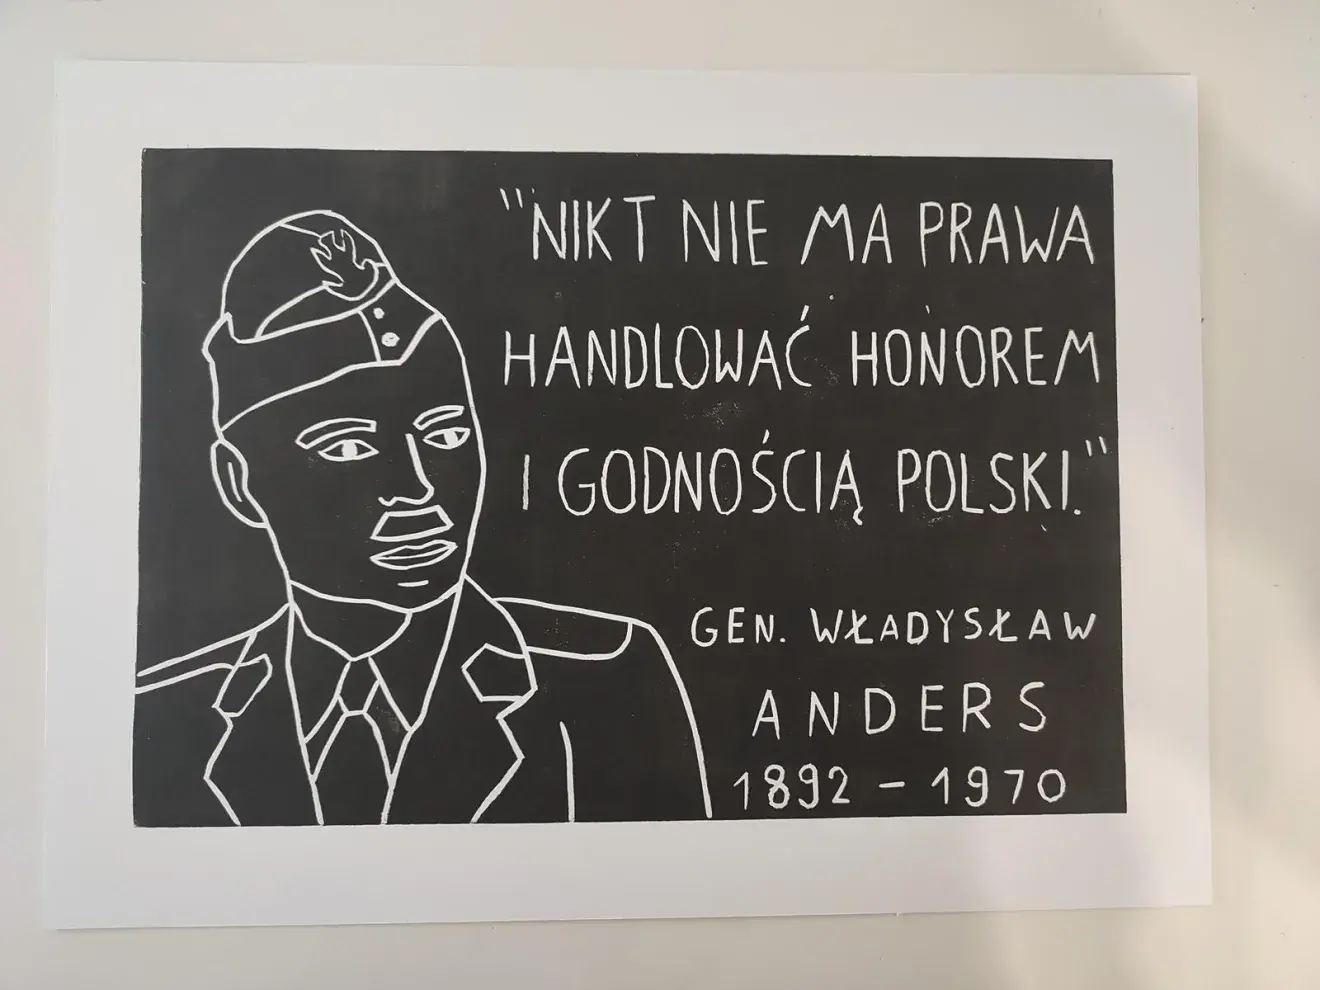 "NIKT NIE MA PRAWA
HANDLOWAĆ HONOREM
I GODNOŚCIĄ POLSKI."
GEN. WŁADYSŁAW
ANDERS
1892 - 1970